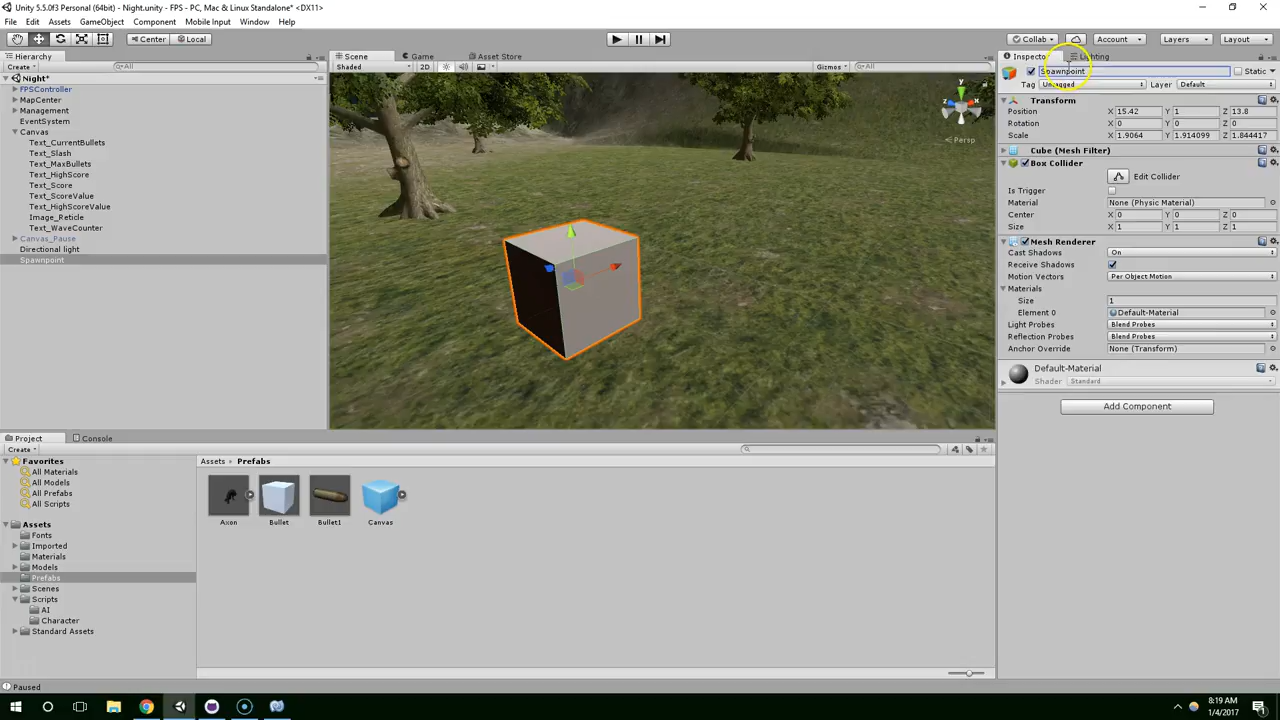 Unity 5.5.0f3 Personal (64bit) - Night.unity - FPS - PC, Mac & Linux Standalone* <DX11>
File Edit Assets GameObject Component Mobile Input Window Help
Center Local Collab Account Layers Layout
Hierarchy Scene Game Asset Store Inspecto Lighting
Create All Shaded 2D Gizmos All Spawnpoint Static
Night*
Tag Untagged Layer Default
FPSController
MapCenter
Management
EventSystem
Canvas
Text_CurrentBullets
Text_Slash
Text_MaxBullets
Text_HighScore
Text_Score
Text_ScoreValue
Text_HighScoreValue
Image_Reticle
Text_WaveCounter
Canvas_Pause
Directional light
Spawnpoint
y
x
z
Persp
Transform
Position X 15.42 Y 1 Z 13.8
Rotation X 0 Y 0 Z 0
Scale X 1.9064 Y 1.914099 Z 1.844417
Cube (Mesh Filter)
Box Collider
Edit Collider
Is Trigger
Material None (Physic Material)
Center X 0 Y 0 Z 0
Size X 1 Y 1 Z 1
Mesh Renderer
Cast Shadows On
Receive Shadows
Motion Vectors Per Object Motion
Materials
Size 1
Element 0 Default-Material
Light Probes Blend Probes
Reflection Probes Blend Probes
Anchor Override None (Transform)
Default-Material
Shader Standard
Add Component
Project Console
Create
Favorites
All Materials
All Models
All Prefabs
All Scripts
Assets
Fonts
Imported
Materials
Models
Prefabs
Scenes
Scripts
AI
Character
Standard Assets
Assets Prefabs
Axon Bullet Bullet1 Canvas
Paused
8:19 AM
1/4/2017